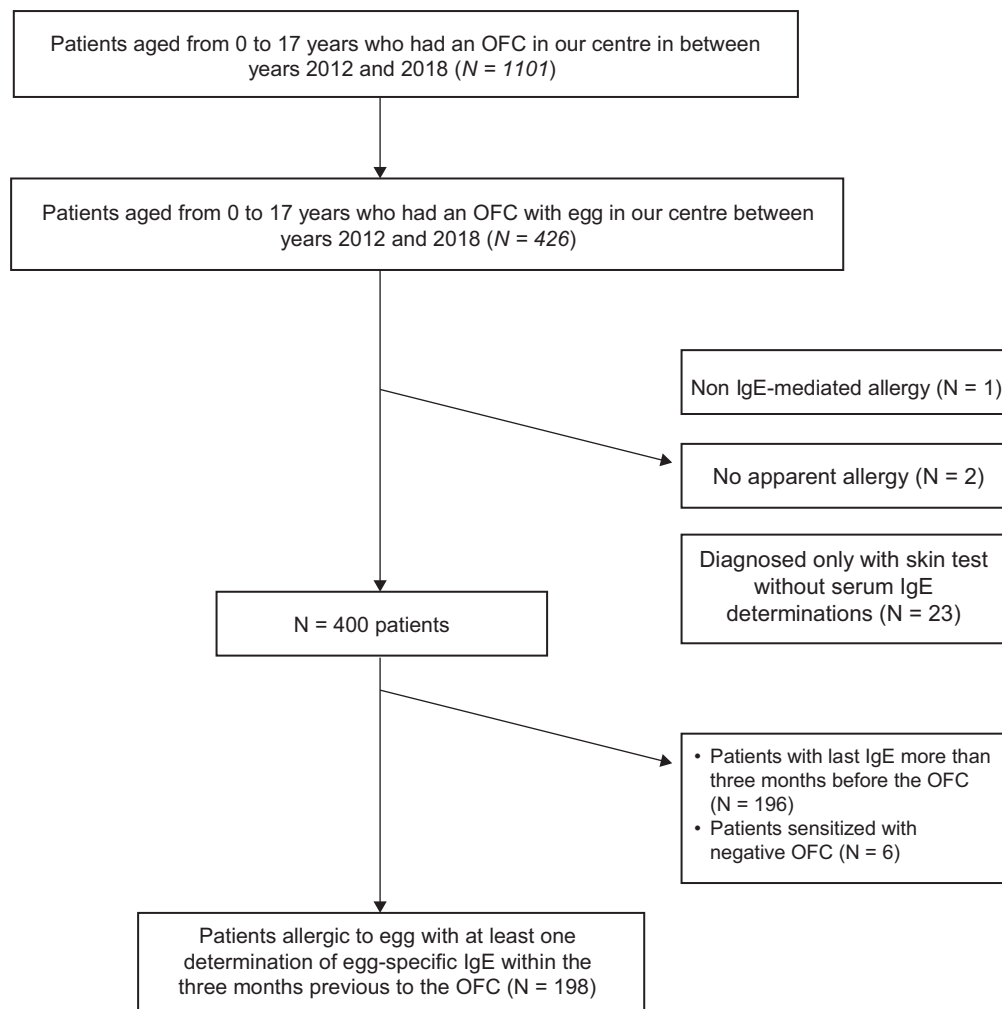 Patients aged from 0 to 17 years who had an OFC in our centre in between
years 2012 and 2018 (N = 1101)
Patients aged from 0 to 17 years who had an OFC with egg in our centre between
years 2012 and 2018 (N = 426)
Non IgE-mediated allergy (N = 1)
No apparent allergy (N = 2)
Diagnosed only with skin test
without serum IgE
determinations (N = 23)
N = 400 patients
• Patients with last IgE more than
three months before the OFC
(N = 196)
• Patients sensitized with
negative OFC (N = 6)
Patients allergic to egg with at least one
determination of egg-specific IgE within the
three months previous to the OFC (N = 198)